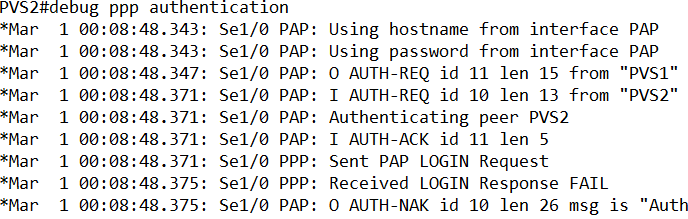 PVS2#debug ppp authentication
*Mar  1 00:08:48.343: Se1/0 PAP: Using hostname from interface PAP
*Mar  1 00:08:48.343: Se1/0 PAP: Using password from interface PAP
*Mar  1 00:08:48.347: Se1/0 PAP: O AUTH-REQ id 11 len 15 from "PVS1"
*Mar  1 00:08:48.371: Se1/0 PAP: I AUTH-REQ id 10 len 13 from "PVS2"
*Mar  1 00:08:48.371: Se1/0 PAP: Authenticating peer PVS2
*Mar  1 00:08:48.371: Se1/0 PAP: I AUTH-ACK id 11 len 5
*Mar  1 00:08:48.371: Se1/0 PPP: Sent PAP LOGIN Request
*Mar  1 00:08:48.375: Se1/0 PPP: Received LOGIN Response FAIL
*Mar  1 00:08:48.375: Se1/0 PAP: O AUTH-NAK id 10 len 26 msg is "Auth